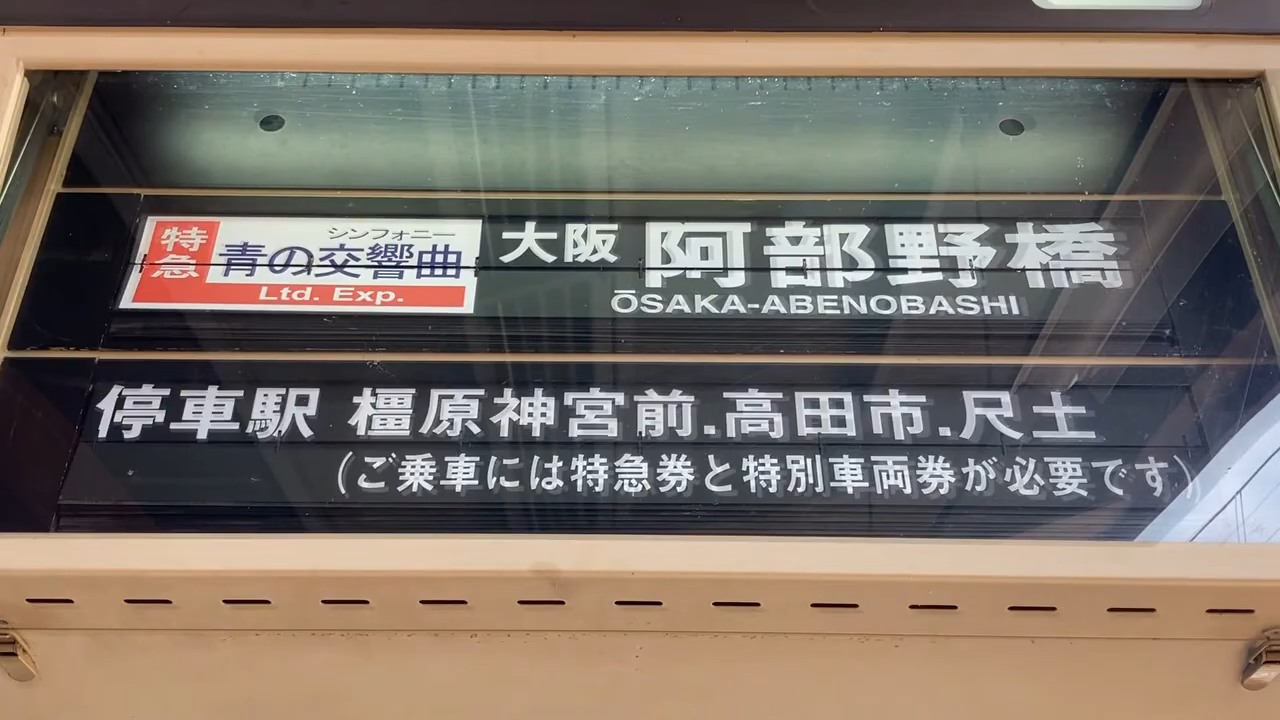 特急
シンフォニー
青の交響曲
Ltd. Exp.
大阪 阿部野橋
ŌSAKA-ABENOBASHI
停車駅 橿原神宮前.高田市.尺土
(ご乗車には特急券と特別車両券が必要です)